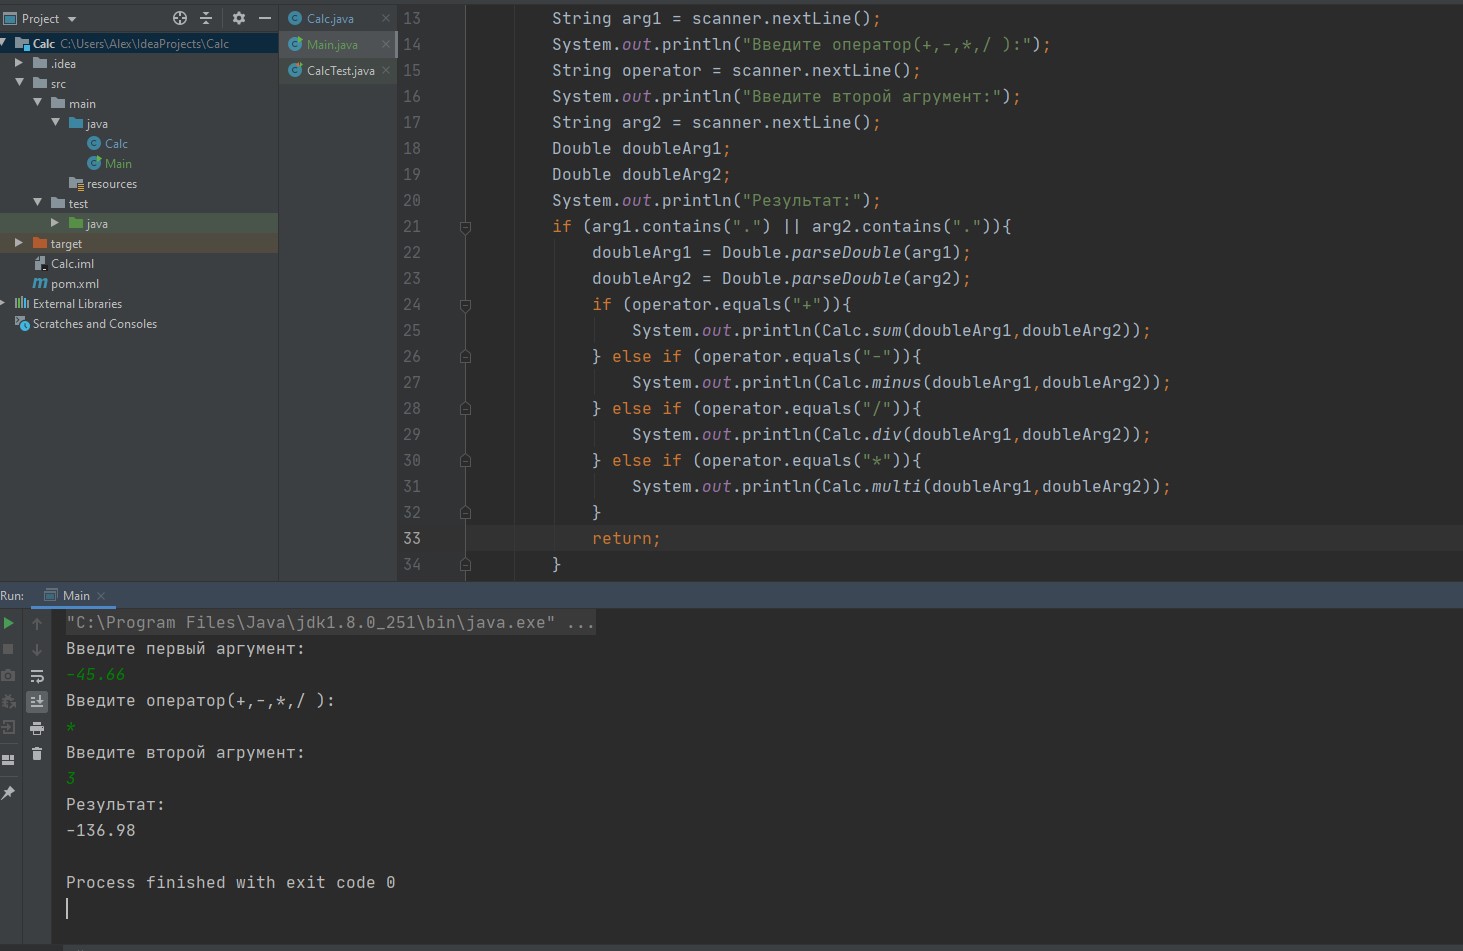 Project
Calc C:\Users\Alex\IdeaProjects\Calc
.idea
src
main
java
Calc
Main
resources
test
java
target
Calc.iml
pom.xml
External Libraries
Scratches and Consoles
Calc.java
Main.java
CalcTest.java
13 String arg1 = scanner.nextLine();
14 System.out.println("Введите оператор(+,-,*,/ ):");
15 String operator = scanner.nextLine();
16 System.out.println("Введите второй агрумент:");
17 String arg2 = scanner.nextLine();
18 Double doubleArg1;
19 Double doubleArg2;
20 System.out.println("Результат:");
21 if (arg1.contains(".") || arg2.contains(".")){
22 doubleArg1 = Double.parseDouble(arg1);
23 doubleArg2 = Double.parseDouble(arg2);
24 if (operator.equals("+")){
25 System.out.println(Calc.sum(doubleArg1,doubleArg2));
26 } else if (operator.equals("-")){
27 System.out.println(Calc.minus(doubleArg1,doubleArg2));
28 } else if (operator.equals("/")){
29 System.out.println(Calc.div(doubleArg1,doubleArg2));
30 } else if (operator.equals("*")){
31 System.out.println(Calc.multi(doubleArg1,doubleArg2));
32 }
33 return;
34 }
Run: Main
"C:\Program Files\Java\jdk1.8.0_251\bin\java.exe" ...
Введите первый аргумент:
-45.66
Введите оператор(+,-,*,/ ):
*
Введите второй агрумент:
3
Результат:
-136.98
Process finished with exit code 0